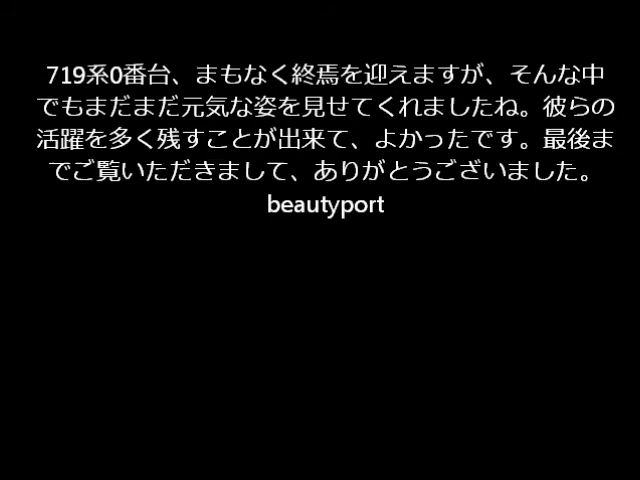 719系0番台、まもなく終焉を迎えますが、そんな中
でもまだまだ元気な姿を見せてくれましたね。彼らの
活躍を多く残すことが出来て、よかったです。最後ま
でご覧いただきまして、ありがとうございました。
beautyport